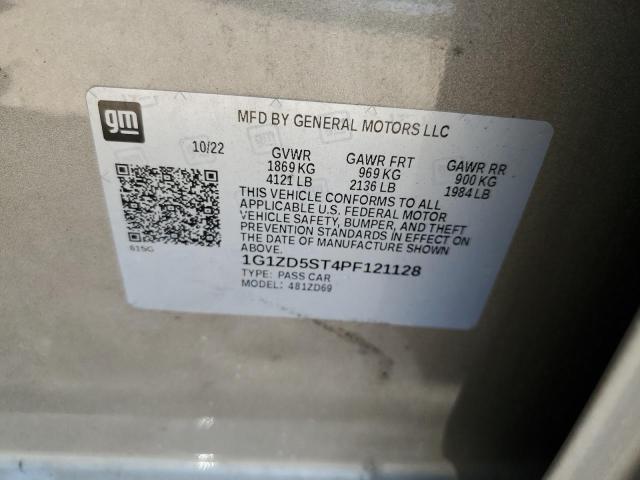 gm
MFD BY GENERAL MOTORS LLC
10/22 GVWR GAWR FRT GAWR RR
1869 KG 969 KG 900 KG
4121 LB 2136 LB 1984 LB
THIS VEHICLE CONFORMS TO ALL
APPLICABLE U.S. FEDERAL MOTOR
VEHICLE SAFETY, BUMPER, AND THEFT
PREVENTION STANDARDS IN EFFECT ON
THE DATE OF MANUFACTURE SHOWN
ABOVE.
615G
1G1ZD5ST4PF121128
TYPE: PASS CAR
MODEL: 481ZD69